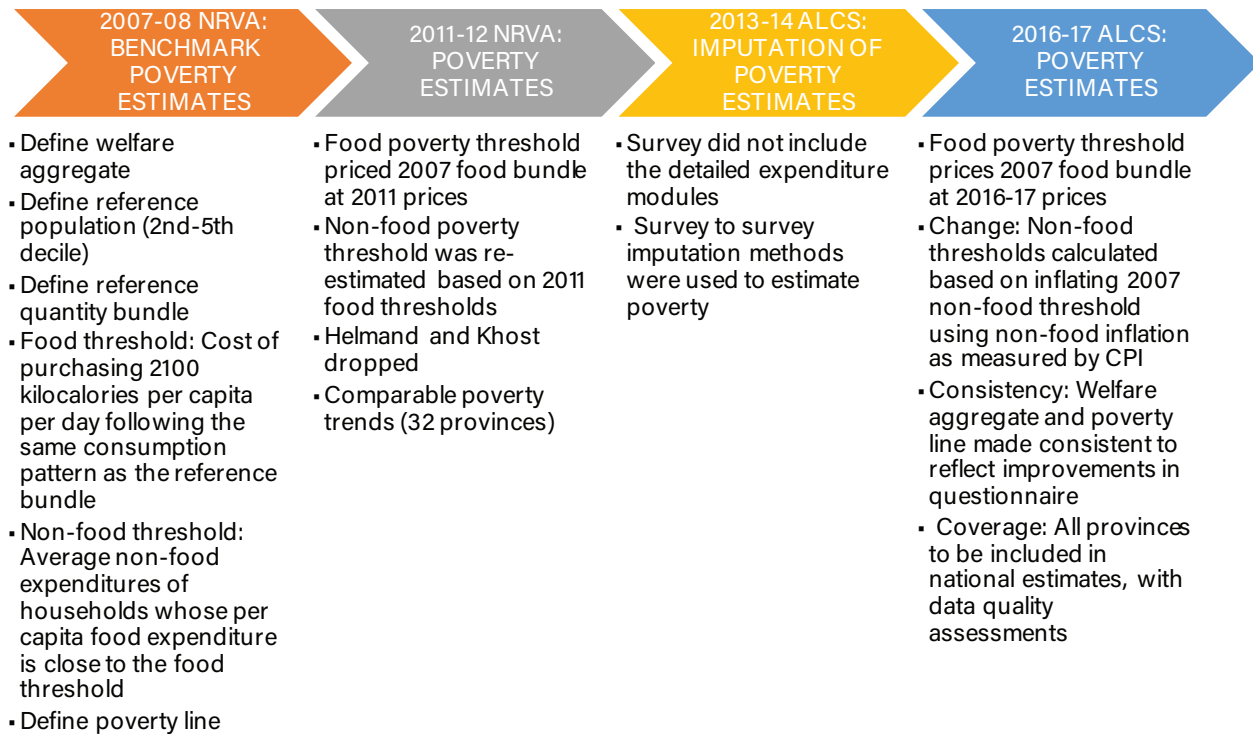 2007-08 NRVA:
BENCHMARK
POVERTY
ESTIMATES
▪ Define welfare
aggregate
▪ Define reference
population (2nd-5th
decile)
▪ Define reference
quantity bundle
▪ Food threshold: Cost of
purchasing 2100
kilocalories per capita
per day following the
same consumption
pattern as the reference
bundle
▪ Non-food threshold:
Average non-food
expenditures of
households whose per
capita food expenditure
is close to the food
threshold
▪ Define poverty line
2011-12 NRVA:
POVERTY
ESTIMATES
▪ Food poverty threshold
priced 2007 food bundle
at 2011 prices
▪ Non-food poverty
threshold was re-
estimated based on 2011
food thresholds
▪ Helmand and Khost
dropped
▪ Comparable poverty
trends (32 provinces)
2013-14 ALCS:
IMPUTATION OF
POVERTY
ESTIMATES
▪ Survey did not include
the detailed expenditure
modules
▪ Survey to survey
imputation methods
were used to estimate
poverty
2016-17 ALCS:
POVERTY
ESTIMATES
▪ Food poverty threshold
prices 2007 food bundle
at 2016-17 prices
▪ Change: Non-food
thresholds calculated
based on inflating 2007
non-food threshold
using non-food inflation
as measured by CPI
▪ Consistency: Welfare
aggregate and poverty
line made consistent to
reflect improvements in
questionnaire
▪ Coverage: All provinces
to be included in
national estimates, with
data quality
assessments